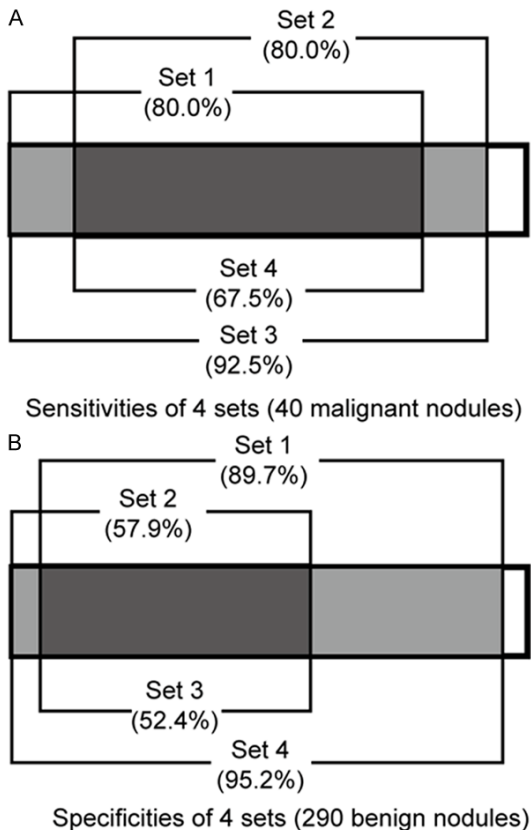 A
Set 2
(80.0%)
Set 1
(80.0%)
Set 4
(67.5%)
Set 3
(92.5%)
Sensitivities of 4 sets (40 malignant nodules)
B
Set 1
(89.7%)
Set 2
(57.9%)
Set 3
(52.4%)
Set 4
(95.2%)
Specificities of 4 sets (290 benign nodules)